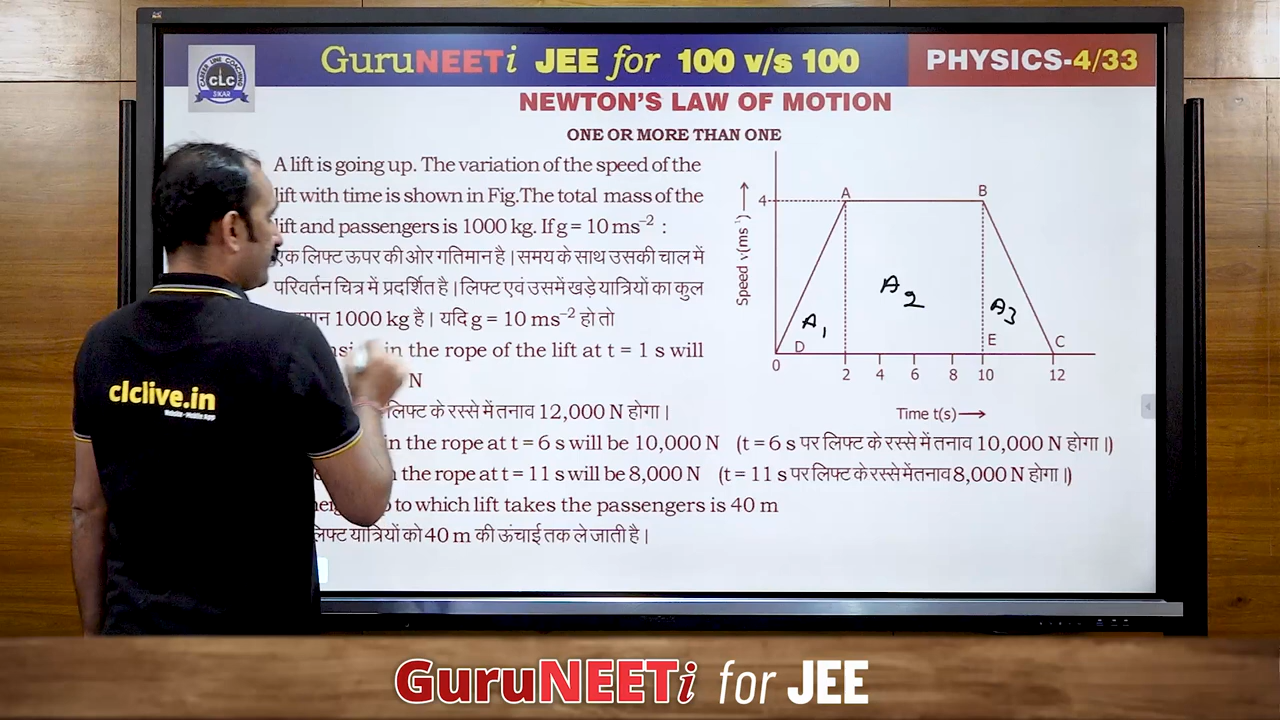 CAREER LINE COACHING
CLC
SIKAR
GuruNEETi JEE for 100 v/s 100
PHYSICS-4/33
NEWTON'S LAW OF MOTION
ONE OR MORE THAN ONE
A lift is going up. The variation of the speed of the
lift with time is shown in Fig.The total mass of the
lift and passengers is 1000 kg. If g = 10 ms⁻² :
एक लिफ्ट ऊपर की ओर गतिमान है। समय के साथ उसकी चाल में
परिवर्तन चित्र में प्रदर्शित है। लिफ्ट एवं उसमें खड़े यात्रियों का कुल
1000 kg है। यदि g = 10 ms⁻² हो तो
in the rope of the lift at t = 1 s will
N
लिफ्ट के रस्से में तनाव 12,000 N होगा।
in the rope at t = 6 s will be 10,000 N (t = 6 s पर लिफ्ट के रस्से में तनाव 10,000 N होगा।)
the rope at t = 11 s will be 8,000 N (t = 11 s पर लिफ्ट के रस्से में तनाव 8,000 N होगा।)
to which lift takes the passengers is 40 m
लिफ्ट यात्रियों को 40 m की ऊंचाई तक ले जाती है।
Speed v(ms⁻¹)
4
A B
A₁ A₂ A₃
D E C
0 2 4 6 8 10 12
Time t(s)
clclive.in
Website - Mobile App
GuruNEETi for JEE